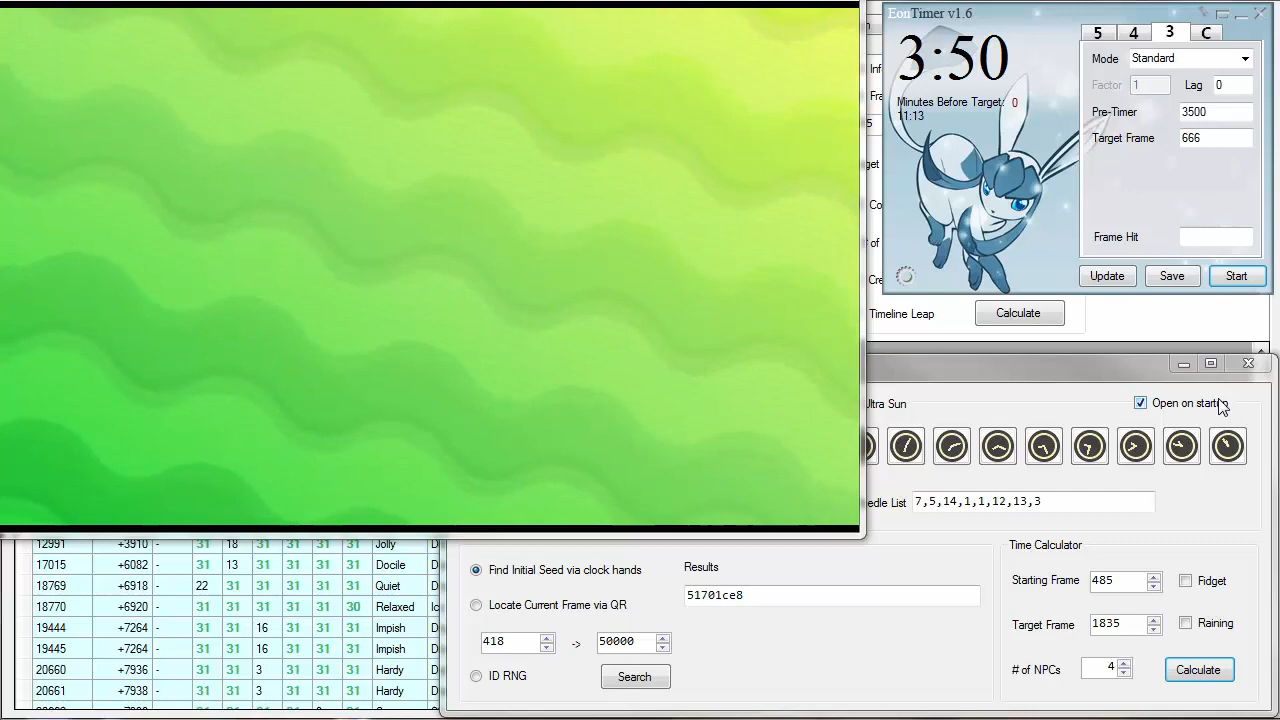 EonTimer v1.6
3:50
Minutes Before Target: 0
11:13
5 4 3 C
Mode Standard
Factor 1 Lag 0
Pre-Timer 3500
Target Frame 666
Frame Hit
Update Save Start
Timeline Leap Calculate
Ultra Sun
Open on startup
7,5,14,1,1,12,13,3
Find Initial Seed via clock hands
Results
51701ce8
Locate Current Frame via QR
418 -> 50000
ID RNG
Search
Time Calculator
Starting Frame 485 Fidget
Target Frame 1835 Raining
# of NPCs 4 Calculate
12991 +3910 - 31 18 31 31 31 31 Jolly
17015 +6082 - 31 13 31 31 31 31 Docile
18769 +6918 - 22 31 31 31 31 31 Quiet
18770 +6920 - 31 31 31 31 31 30 Relaxed
19444 +7264 - 31 31 16 31 31 31 Impish
19445 +7264 - 31 31 16 31 31 31 Impish
20660 +7936 - 31 31 3 31 31 31 Hardy
20661 +7938 - 31 31 3 31 31 31 Hardy